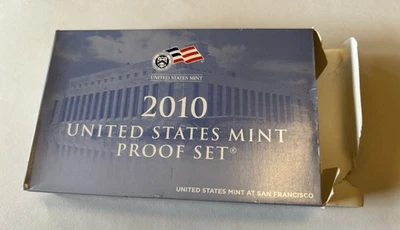 UNITED STATES MINT
2010
UNITED STATES MINT
PROOF SET®
UNITED STATES MINT AT SAN FRANCISCO